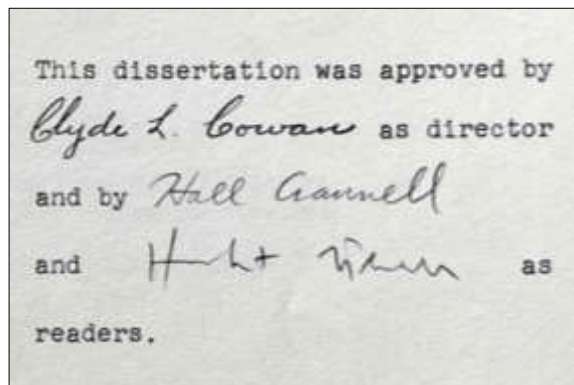 This dissertation was approved by
Clyde L. Cowan as director
and by Hall Crannell
and as
readers.